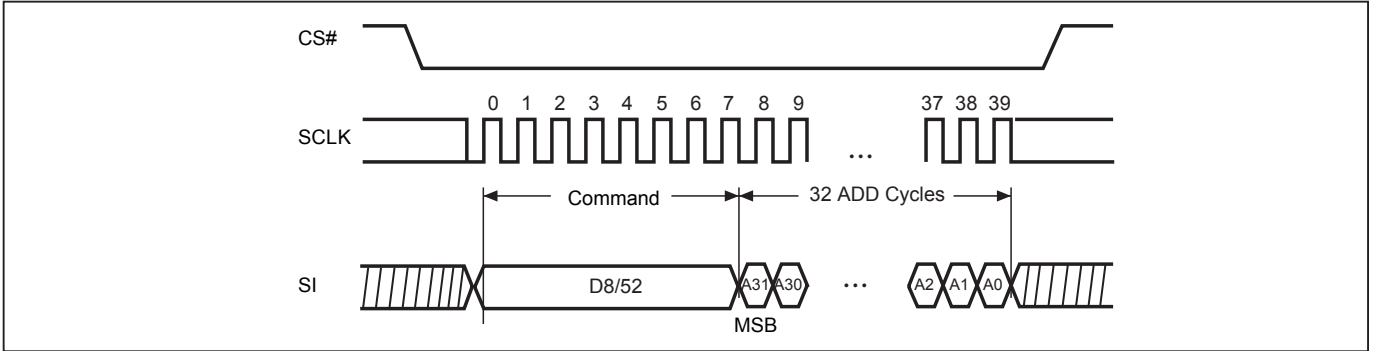 CS#
0 1 2 3 4 5 6 7 8 9 37 38 39
SCLK
...
Command 32 ADD Cycles
SI D8/52 A31 A30 ... A2 A1 A0
MSB